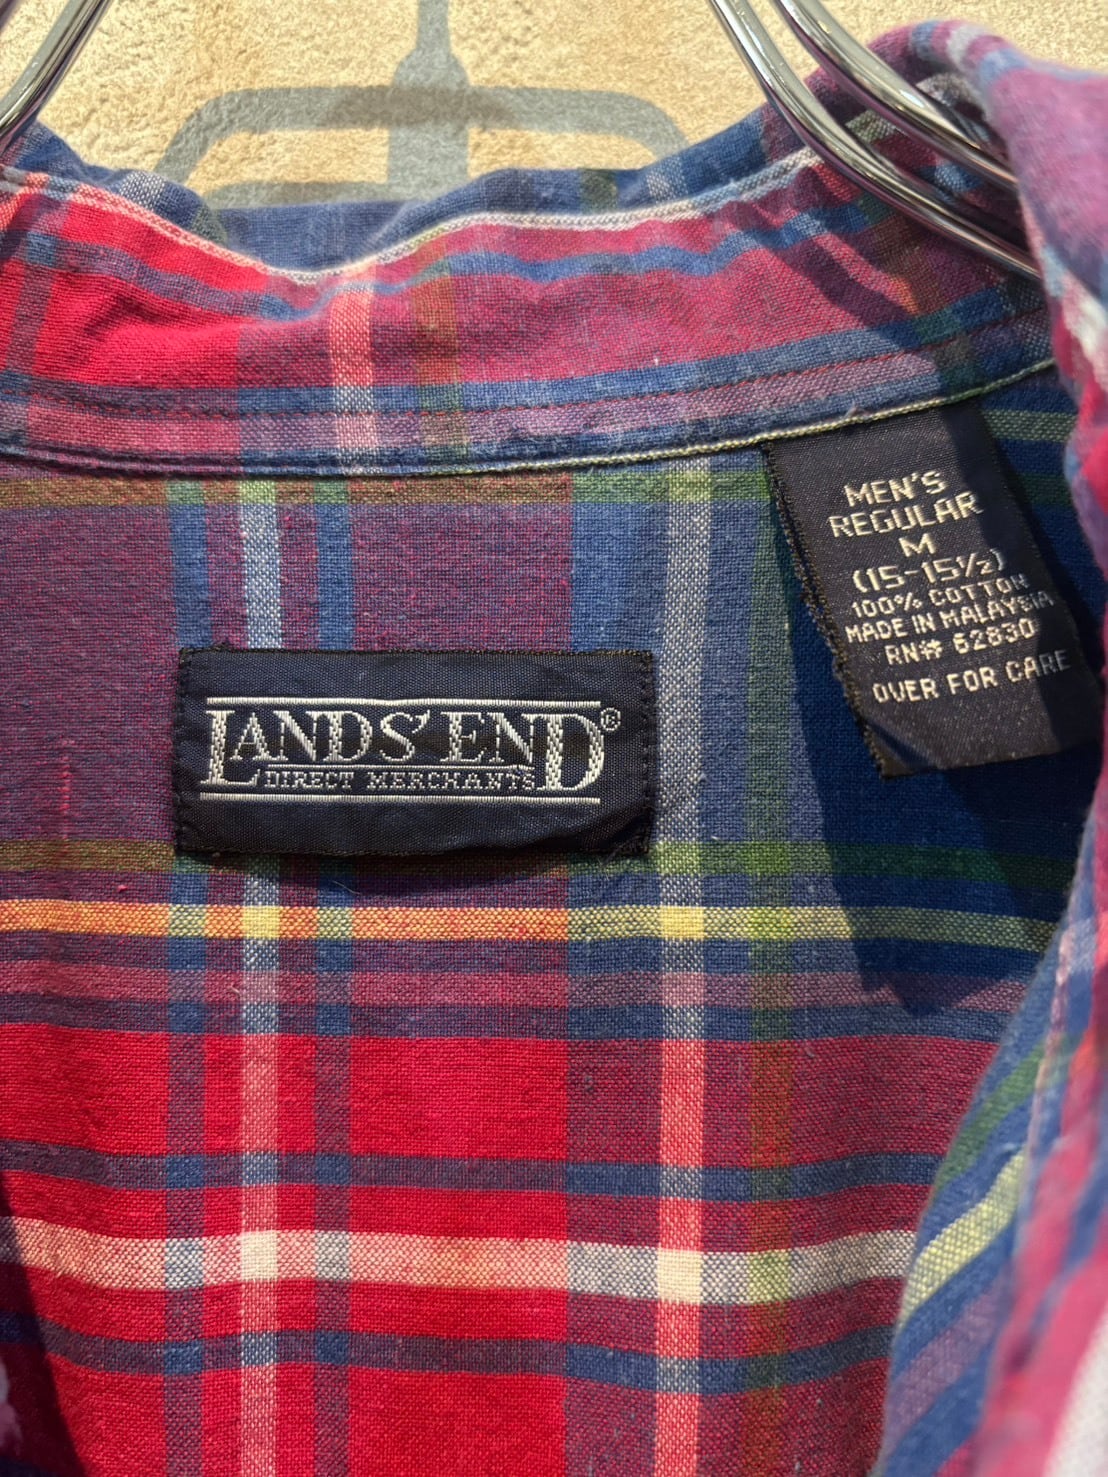 LANDS' END®
DIRECT MERCHANTS
MEN'S
REGULAR
M
(15-15½)
100% COTTON
MADE IN MALAYSIA
RN# 62830
OVER FOR CARE